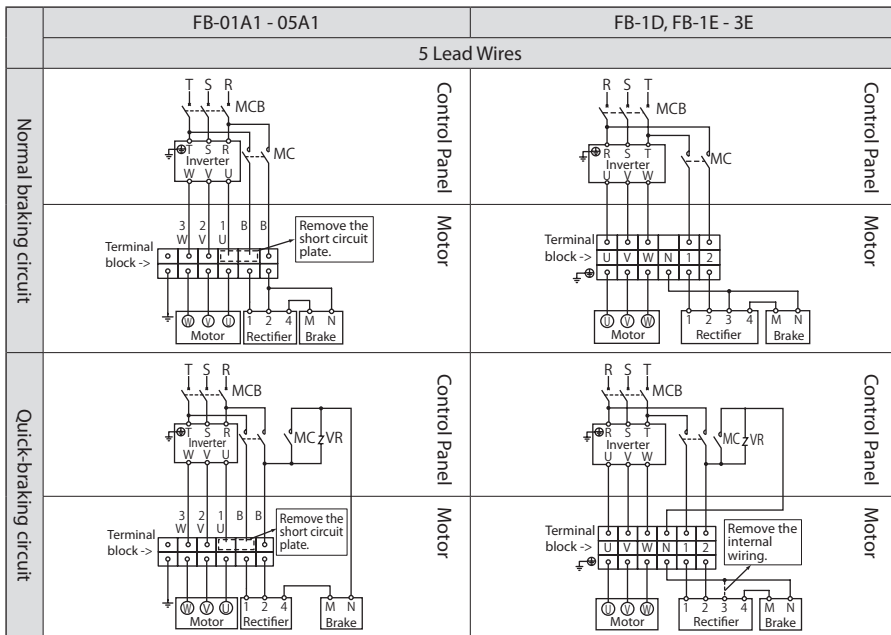 FB-01A1 - 05A1
FB-1D, FB-1E - 3E
5 Lead Wires
Normal braking circuit
T S R
MCB
T S R
Inverter
W V U
MC
Control Panel
3 2 1 B B
W V U
Remove the
short circuit
plate.
Terminal
block ->
W V U
Motor
1 2 4
Rectifier
M N
Brake
Motor
R S T
MCB
R S T
Inverter
U V W
MC
Control Panel
Terminal
block ->
U V W N 1 2
U V W
Motor
1 2 3 4
Rectifier
M N
Brake
Motor
Quick-braking circuit
T S R
MCB
T S R
Inverter
W V U
MC
VR
Control Panel
3 2 1 B B
W V U
Remove the
short circuit
plate.
Terminal
block ->
W V U
Motor
1 2 4
Rectifier
M N
Brake
Motor
R S T
MCB
R S T
Inverter
U V W
MC
VR
Control Panel
Terminal
block ->
U V W N 1 2
Remove the
internal
wiring.
U V W
Motor
1 2 3 4
Rectifier
M N
Brake
Motor